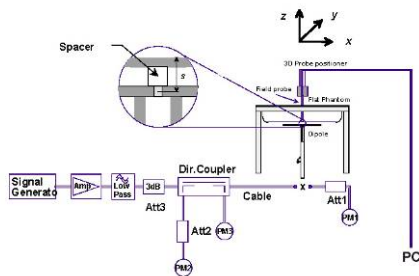 z
y
x
Spacer
s
3D Probe positioner
Field probe
Flat Phantom
Dipole
Signal
Generato
Amp
Low
Pass
3dB
Att3
Dir.Coupler
Cable
x
Att1
PM1
Att2
PM3
PM2
PC